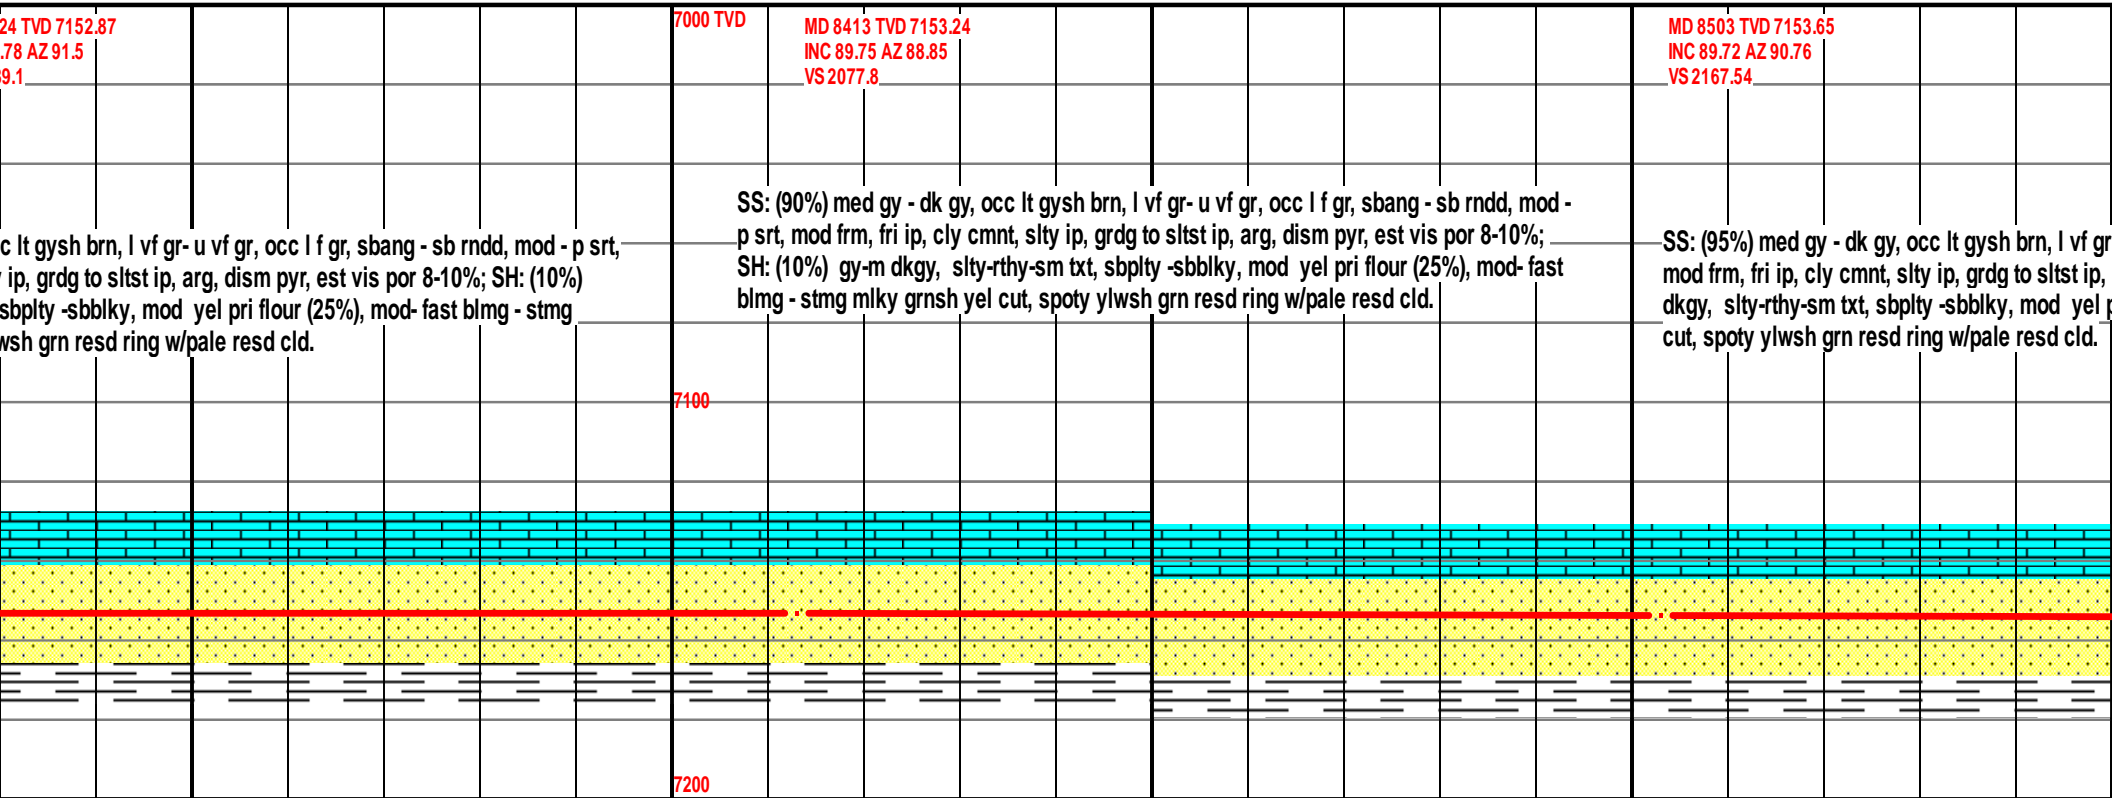 24 TVD 7152.87
.78 AZ 91.5
39.1
7000 TVD
MD 8413 TVD 7153.24
INC 89.75 AZ 88.85
VS 2077.8
MD 8503 TVD 7153.65
INC 89.72 AZ 90.76
VS 2167.54
c lt gysh brn, l vf gr- u vf gr, occ l f gr, sbang - sb rndd, mod - p srt,
ip, grdg to sltst ip, arg, dism pyr, est vis por 8-10%; SH: (10%)
sbplty -sbblky, mod yel pri flour (25%), mod- fast blmg - stmg
wsh grn resd ring w/pale resd cld.
SS: (90%) med gy - dk gy, occ lt gysh brn, l vf gr- u vf gr, occ l f gr, sbang - sb rndd, mod -
p srt, mod frm, fri ip, cly cmnt, slty ip, grdg to sltst ip, arg, dism pyr, est vis por 8-10%;
SH: (10%) gy-m dkgy, slty-rthy-sm txt, sbplty -sbblky, mod yel pri flour (25%), mod- fast
blmg - stmg mlky grnsh yel cut, spoty ylwsh grn resd ring w/pale resd cld.
SS: (95%) med gy - dk gy, occ lt gysh brn, l vf gr
mod frm, fri ip, cly cmnt, slty ip, grdg to sltst ip,
dkgy, slty-rthy-sm txt, sbplty -sbblky, mod yel p
cut, spoty ylwsh grn resd ring w/pale resd cld.
7100
7200